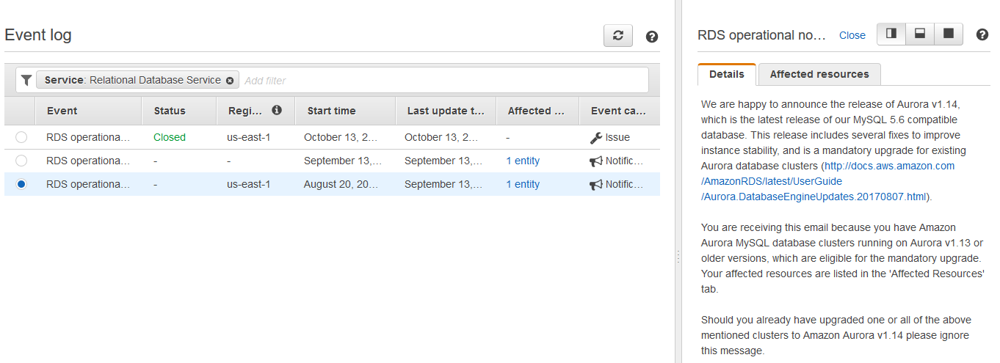 Event log
Service: Relational Database Service
Add filter
Event Status Regi... Start time Last update t... Affected ... Event ca...
RDS operationa... Closed us-east-1 October 13, 2... October 13, 2... - Issue
RDS operationa... - - September 13,... September 13,... 1 entity Notific...
RDS operationa... - us-east-1 August 20, 20... September 13,... 1 entity Notific...
RDS operational no... Close
Details Affected resources
We are happy to announce the release of Aurora v1.14,
which is the latest release of our MySQL 5.6 compatible
database. This release includes several fixes to improve
instance stability, and is a mandatory upgrade for existing
Aurora database clusters (http://docs.aws.amazon.com
/AmazonRDS/latest/UserGuide
/Aurora.DatabaseEngineUpdates.20170807.html).
You are receiving this email because you have Amazon
Aurora MySQL database clusters running on Aurora v1.13 or
older versions, which are eligible for the mandatory upgrade.
Your affected resources are listed in the 'Affected Resources'
tab.
Should you already have upgraded one or all of the above
mentioned clusters to Amazon Aurora v1.14 please ignore
this message.